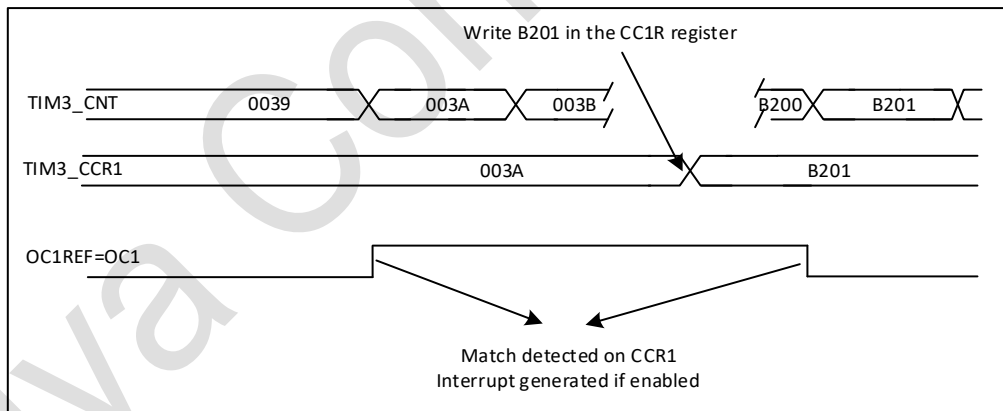 Write B201 in the CC1R register
TIM3_CNT 0039 003A 003B B200 B201
TIM3_CCR1 003A B201
OC1REF=OC1
Match detected on CCR1
Interrupt generated if enabled